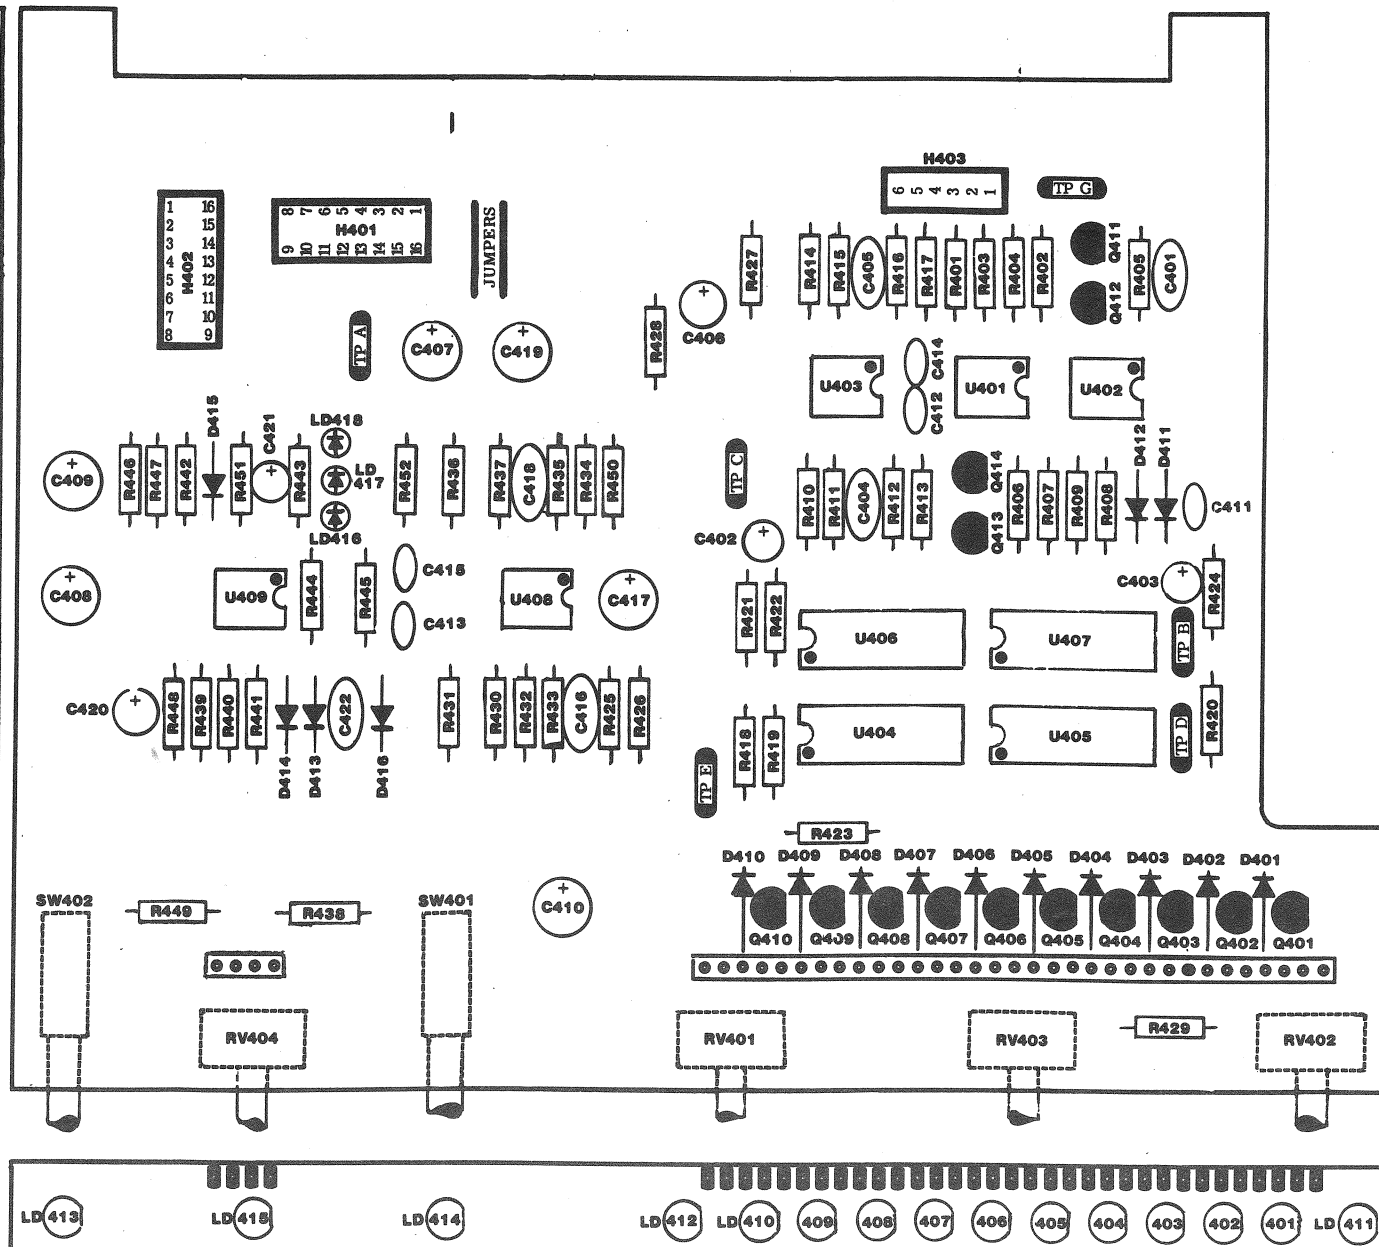 H403
6 5 4 3 2 1
TP G
1 16
2 15
3 14
4 13
5 12
6 11
7 10
8 9
H402
8 7 6 5 4 3 2 1
H401
9 10 11 12 13 14 15 16
JUMPERS
R427
R414
R415
C405
R416
R417
R401
R403
R404
R402
Q411
Q412
R405
C401
TP A
C407
C419
R428
C406
U403
C414
C412
U401
U402
D415
C421
LD418
LD
417
LD416
C409
R446
R447
R442
R451
R443
R452
R436
R437
C418
R435
R434
R450
TP C
R410
R411
C404
R412
R413
Q414
Q413
R406
R407
R409
R408
D412
D411
C411
C402
C408
U409
R444
R445
C415
C413
U408
C417
R421
R422
U406
U407
C403
R424
TP B
C420
R448
R439
R440
R441
D414
D413
C422
D416
R431
R430
R432
R433
C416
R425
R426
TP E
R418
R419
U404
U405
TP D
R420
R423
D410 D409 D408 D407 D406 D405 D404 D403 D402 D401
Q410 Q409 Q408 Q407 Q406 Q405 Q404 Q403 Q402 Q401
SW402
R449
R438
SW401
C410
RV404
RV401
RV403
R429
RV402
LD 413
LD 415
LD 414
LD 412
LD 410 409 408 407 406 405 404 403 402 401
LD 411